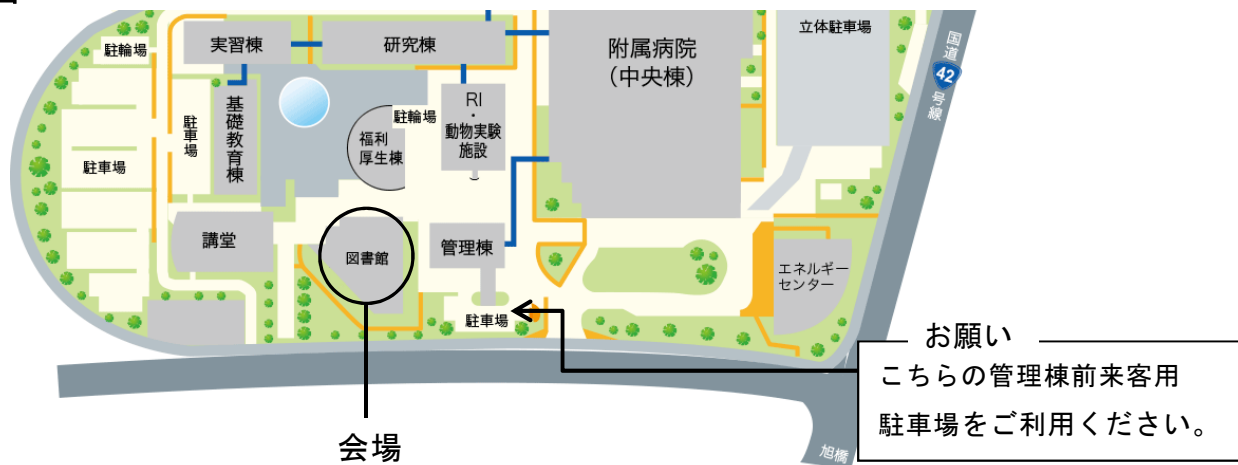 駐輪場
実習棟
研究棟
附属病院
（中央棟）
立体駐車場
国道
42
号線
基礎教育棟
駐車場
駐車場
福利
厚生棟
駐輪場
RI
・
動物実験
施設
講堂
図書館
管理棟
駐車場
エネルギー
センター
お願い
こちらの管理棟前来客用
駐車場をご利用ください。
会場
旭橋